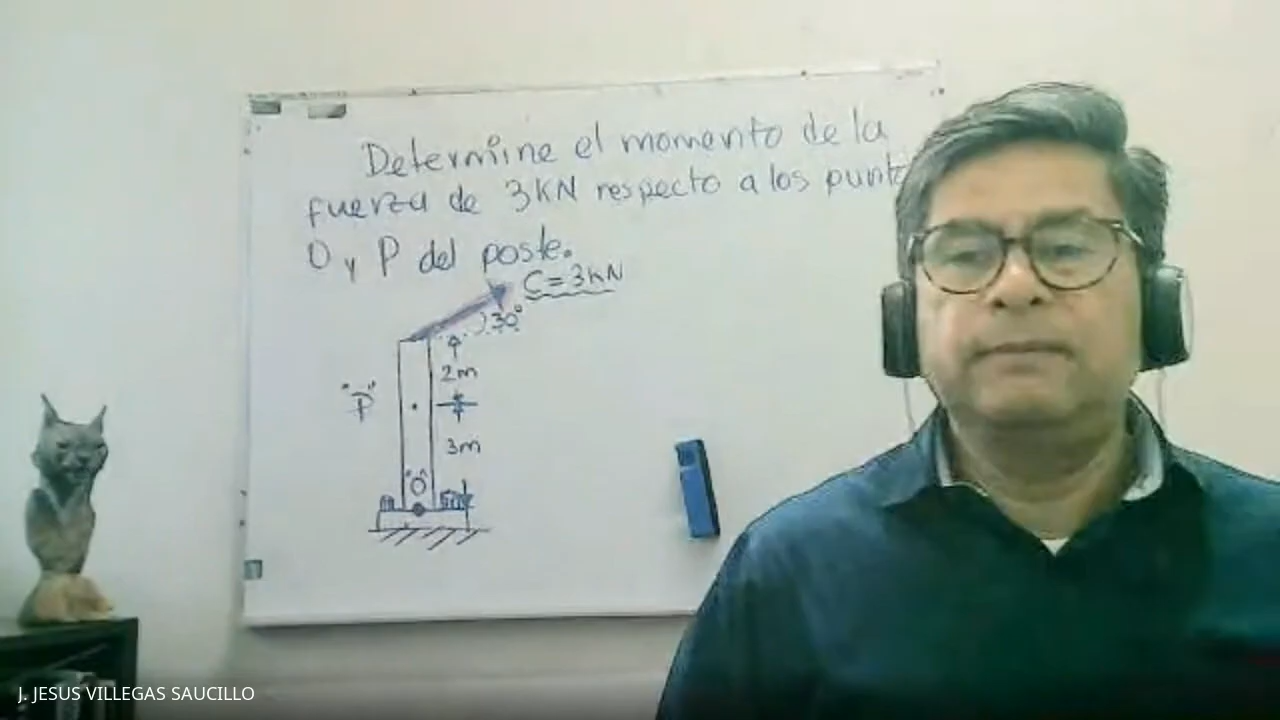 Determine el momento de la
fuerza de 3KN respecto a los punto
O y P del poste.
C=3KN
30°
2m
"P"
3m
"O"
J. JESUS VILLEGAS SAUCILLO